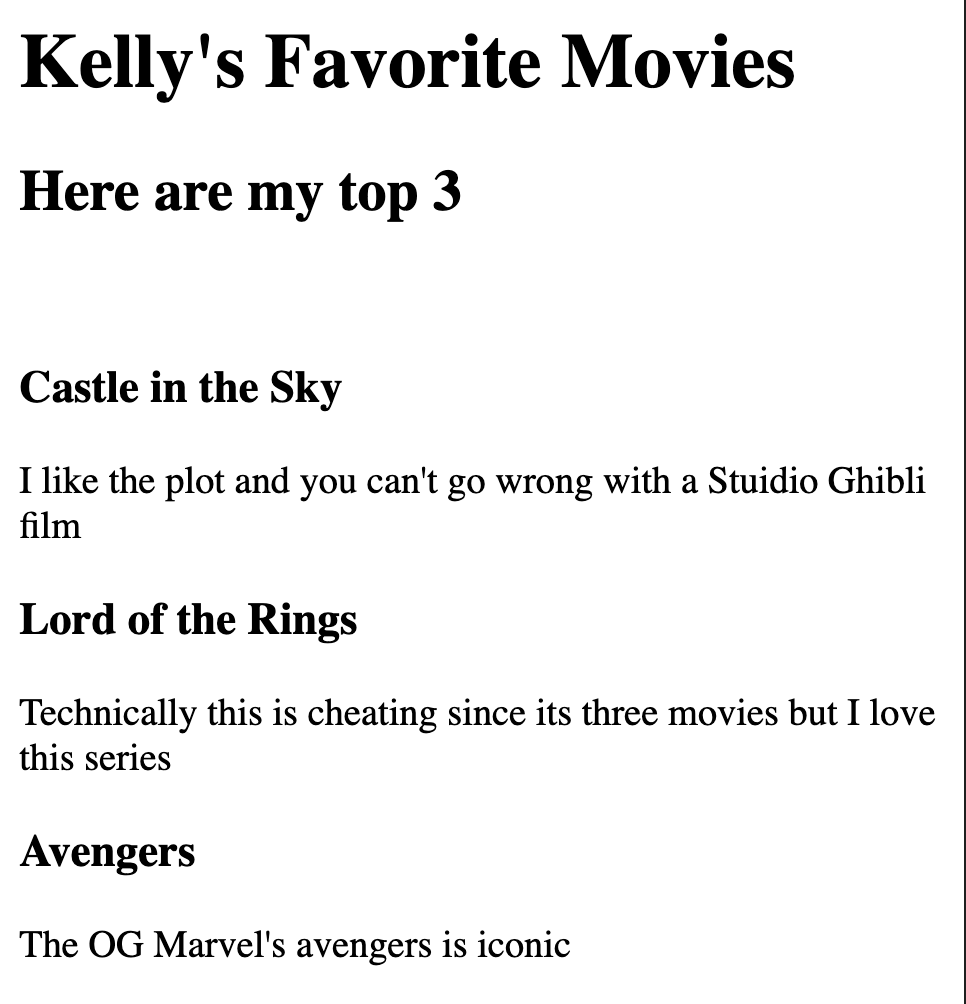 Kelly's Favorite Movies
Here are my top 3
Castle in the Sky
I like the plot and you can't go wrong with a Stuidio Ghibli
film
Lord of the Rings
Technically this is cheating since its three movies but I love
this series
Avengers
The OG Marvel's avengers is iconic